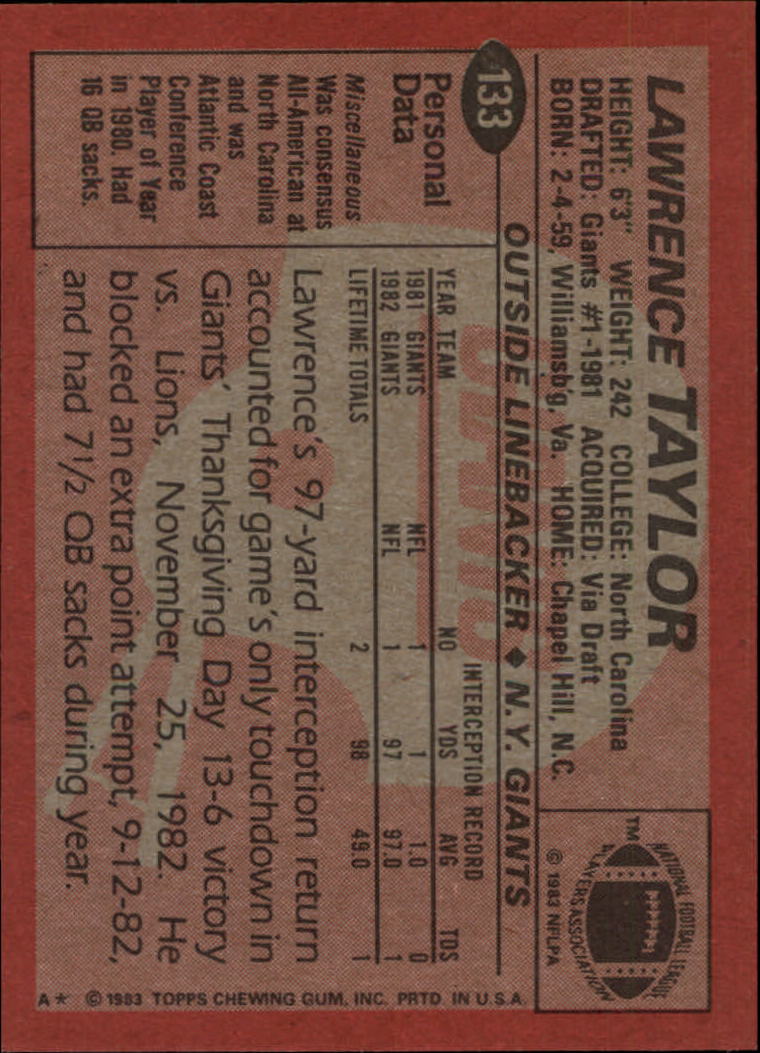 LAWRENCE TAYLOR
HEIGHT: 6'3" WEIGHT: 242 COLLEGE: North Carolina
DRAFTED: Giants #1-1981 ACQUIRED: Via Draft
BORN: 2-4-59, Williamsb'g, Va. HOME: Chapel Hill, N.C.
TM
NATIONAL FOOTBALL LEAGUE
PLAYERS ASSOCIATION
© 1983 NFLPA
133
OUTSIDE LINEBACKER ♦ N.Y. GIANTS
Personal
Data
Miscellaneous
Was consensus
All-American at
North Carolina
and was
Atlantic Coast
Conference
Player of Year
in 1980. Had
16 QB sacks.
INTERCEPTION RECORD
YEAR TEAM NO YDS AVG TDS
1981 GIANTS NFL 1 1 1.0 0
1982 GIANTS NFL 1 97 97.0 1
LIFETIME TOTALS 2 98 49.0 1
Lawrence's 97-yard interception return
accounted for game's only touchdown in
Giants' Thanksgiving Day 13-6 victory
vs. Lions, November 25, 1982. He
blocked an extra point attempt, 9-12-82,
and had 7½ QB sacks during year.
A* © 1983 TOPPS CHEWING GUM, INC. PRTD. IN U.S.A.